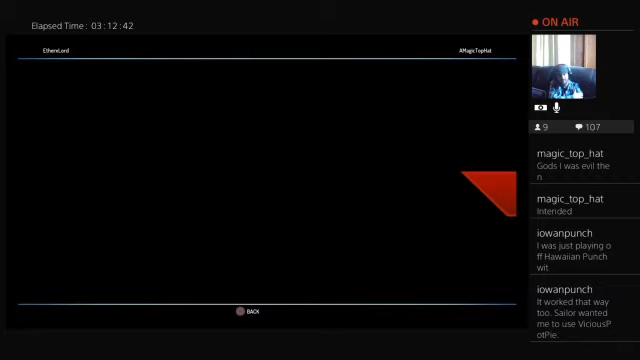 Elapsed Time : 03:12:42
ON AIR
EthereLord
AMagicTopHat
9
107
magic_top_hat
Gods I was evil the
n
magic_top_hat
Intended
iowanpunch
I was just playing o
ff Hawaiian Punch
wit
iowanpunch
It worked that way
too. Sailor wanted
me to use ViciousP
otPie.
BACK